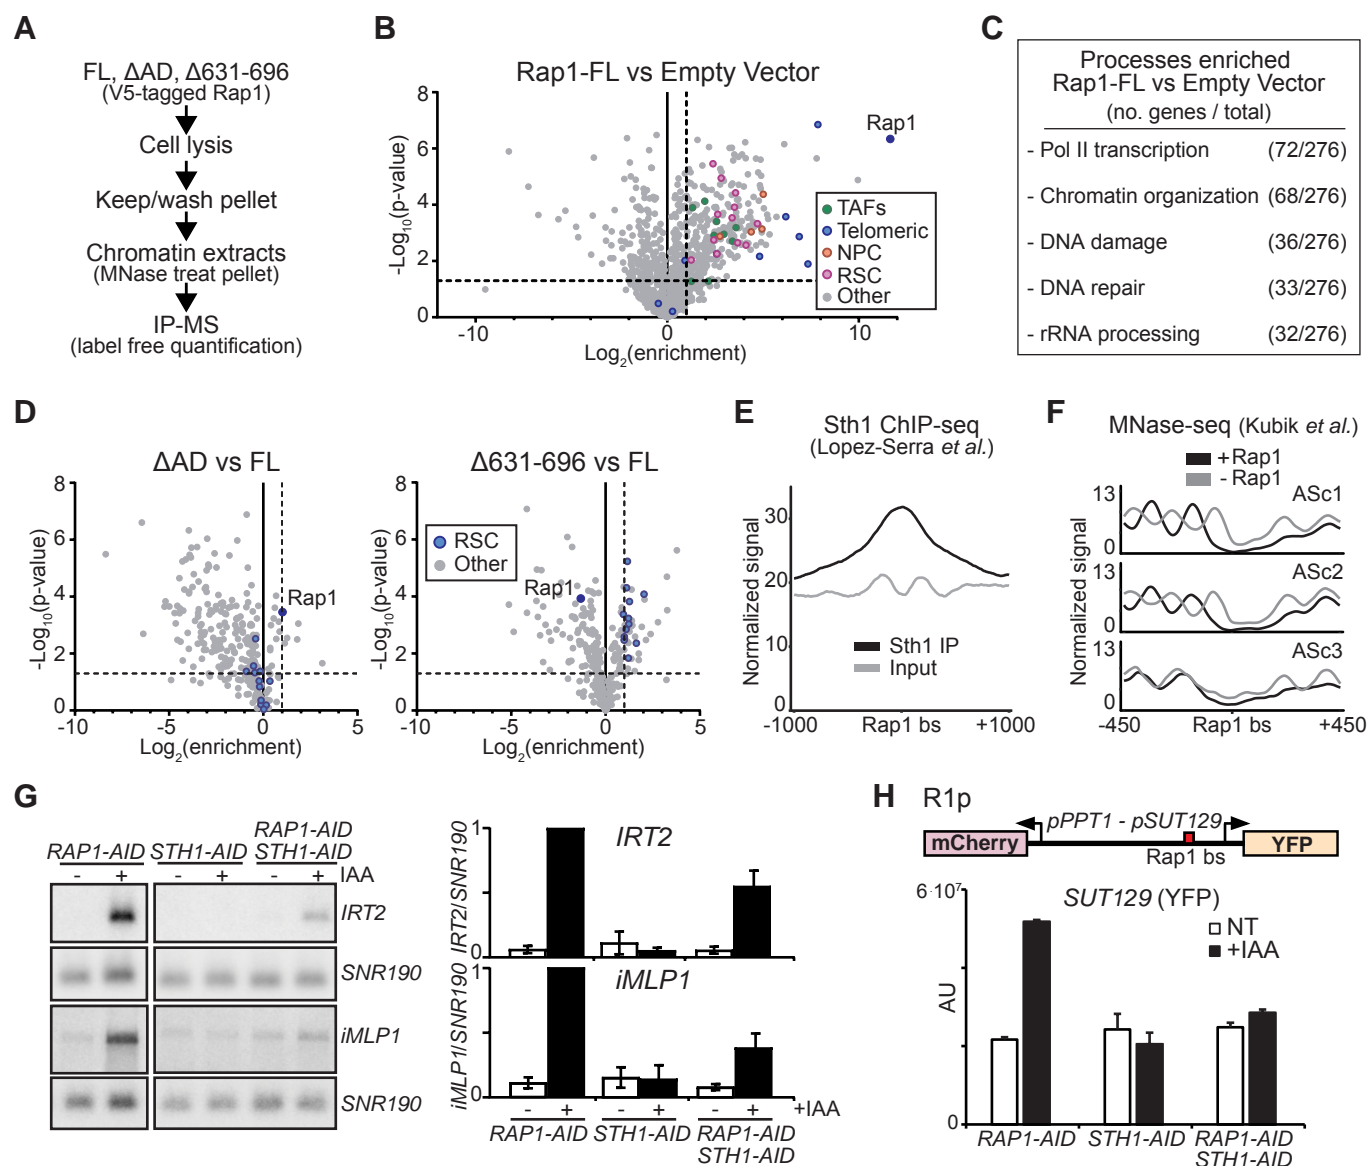 A
FL, ΔAD, Δ631-696
(V5-tagged Rap1)
Cell lysis
Keep/wash pellet
Chromatin extracts
(MNase treat pellet)
IP-MS
(label free quantification)
B
Rap1-FL vs Empty Vector
-Log10(p-value)
8
6
4
2
0
-10
0
10
Log2(enrichment)
Rap1
TAFs
Telomeric
NPC
RSC
Other
C
Processes enriched
Rap1-FL vs Empty Vector
(no. genes / total)
- Pol II transcription (72/276)
- Chromatin organization (68/276)
- DNA damage (36/276)
- DNA repair (33/276)
- rRNA processing (32/276)
D
ΔAD vs FL
-Log10(p-value)
8
6
4
2
0
-10
-5
0
5
Log2(enrichment)
Rap1
Δ631-696 vs FL
-Log10(p-value)
8
6
4
2
0
-10
-5
0
5
Log2(enrichment)
RSC
Other
Rap1
E
Sth1 ChIP-seq
(Lopez-Serra et al.)
Normalized signal
30
20
10
0
Sth1 IP
Input
-1000 Rap1 bs +1000
F
MNase-seq (Kubik et al.)
+Rap1
- Rap1
Normalized signal
13
0
ASc1
13
0
ASc2
13
0
ASc3
-450 Rap1 bs +450
G
RAP1-AID STH1-AID RAP1-AID
STH1-AID
- + - + - + IAA
IRT2
SNR190
iMLP1
SNR190
IRT2/SNR190
1
0
IRT2
iMLP1/SNR190
1
0
iMLP1
- + - + - + +IAA
RAP1-AID STH1-AID RAP1-AID
STH1-AID
H
R1p
pPPT1 - pSUT129
mCherry
Rap1 bs
YFP
6·10^7
SUT129 (YFP)
NT
+IAA
AU
0
RAP1-AID STH1-AID RAP1-AID
STH1-AID